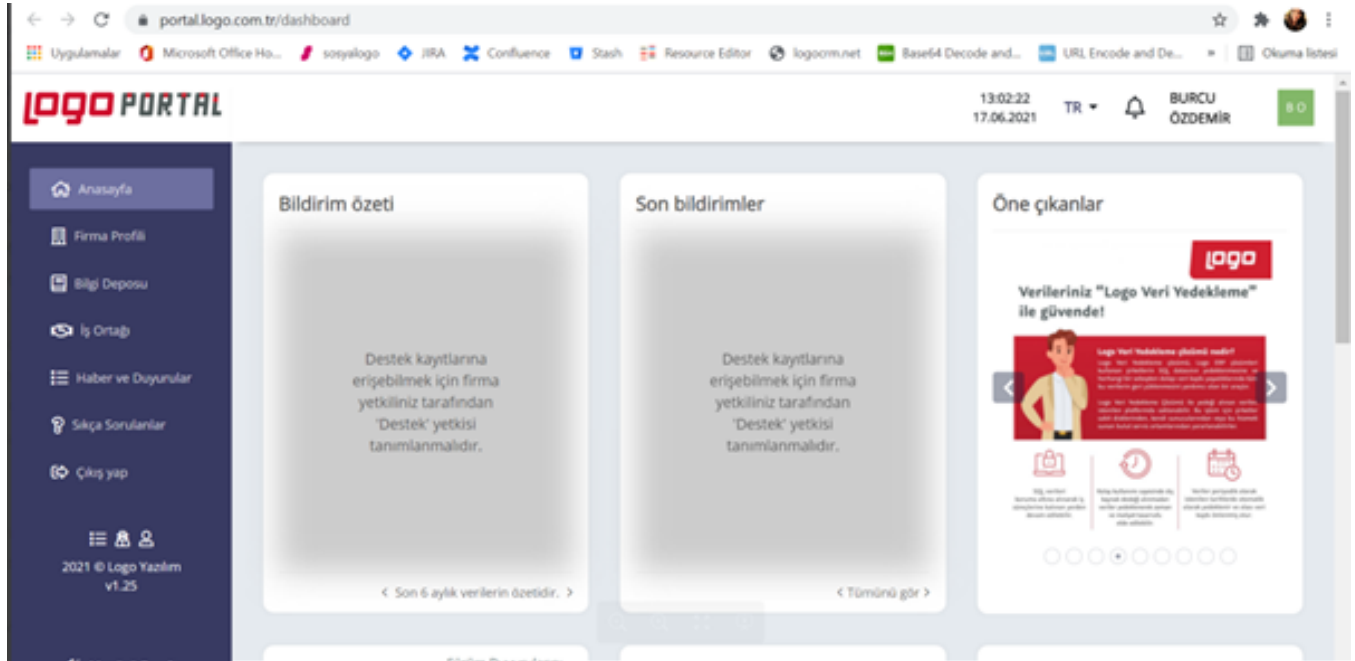 portal.logo.com.tr/dashboard
Uygulamalar Microsoft Office Ho... sosyalogo JIRA Confluence Stash Resource Editor logocrm.net Base64 Decode and... URL Encode and De... » Okuma listesi
LOGO PORTAL
13:02:22
17.06.2021
TR
BURCU
ÖZDEMİR
B O
Anasayfa
Firma Profili
Bilgi Deposu
İş Ortağı
Haber ve Duyurular
Sıkça Sorulanlar
Çıkış yap
2021 © Logo Yazılım
v1.25
Bildirim özeti
Destek kayıtlarına
erişebilmek için firma
yetkiliniz tarafından
'Destek' yetkisi
tanımlanmalıdır.
< Son 6 aylık verilerin özetidir. >
Son bildirimler
Destek kayıtlarına
erişebilmek için firma
yetkiliniz tarafından
'Destek' yetkisi
tanımlanmalıdır.
< Tümünü gör >
Öne çıkanlar
LOGO
Verileriniz "Logo Veri Yedekleme"
ile güvende!
Logo Veri Yedekleme çözümü nedir?